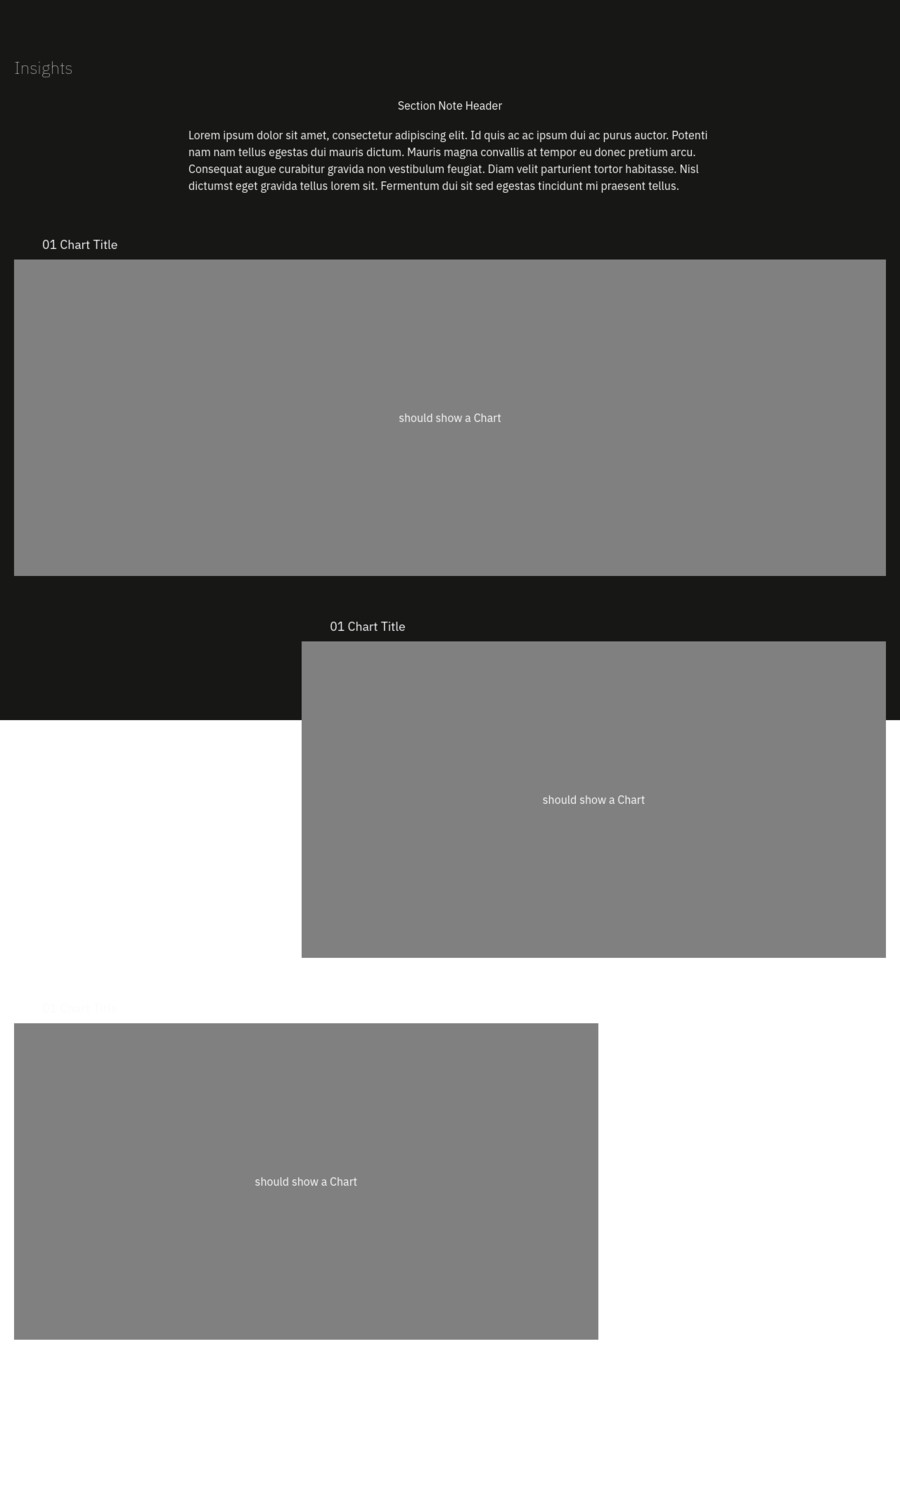 Insights
Section Note Header
Lorem ipsum dolor sit amet, consectetur adipiscing elit. Id quis ac ac ipsum dui ac purus auctor. Potenti
nam nam tellus egestas dui mauris dictum. Mauris magna convallis at tempor eu donec pretium arcu.
Consequat augue curabitur gravida non vestibulum feugiat. Diam velit parturient tortor habitasse. Nisl
dictumst eget gravida tellus lorem sit. Fermentum dui sit sed egestas tincidunt mi praesent tellus.
01 Chart Title
should show a Chart
01 Chart Title
should show a Chart
should show a Chart